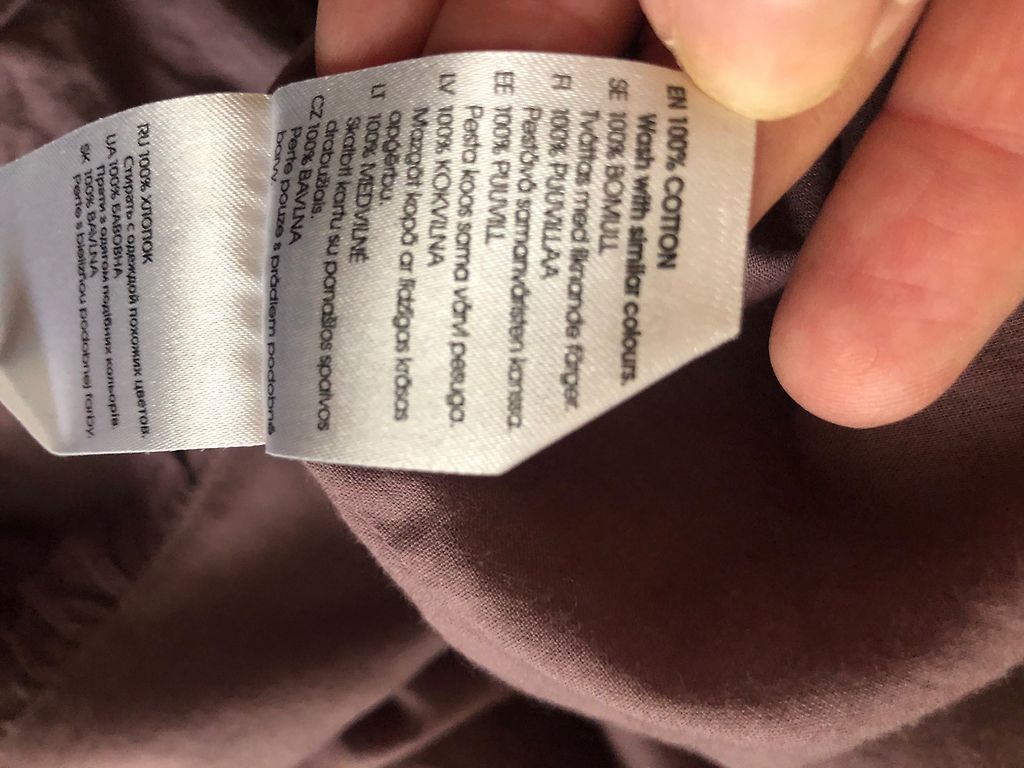 EN 100% COTTON
Wash with similar colours.
SE 100% BOMULL
Tvättas med liknande färger.
FI 100% PUUVILLAA
Pestävä samanväristen kanssa.
EE 100% PUUVILL
Pesta koos sama värvi pesuga.
LV 100% KOKVILNA
Mazgāt kopā ar līdzīgas krāsas
apģērbu.
LT 100% MEDVILNĖ
Skalbti kartu su panašios spalvos
drabužiais.
CZ 100% BAVLNA
Perte pouze s prádlem podobné
barvy.
RU 100% ХЛОПОК
Стирать с одеждой похожих цветов.
UA 100% БАВОВНА
Прати з одягом подібних кольорів.
SK 100% BAVLNA
Perte s bielizňou podobnej farby.